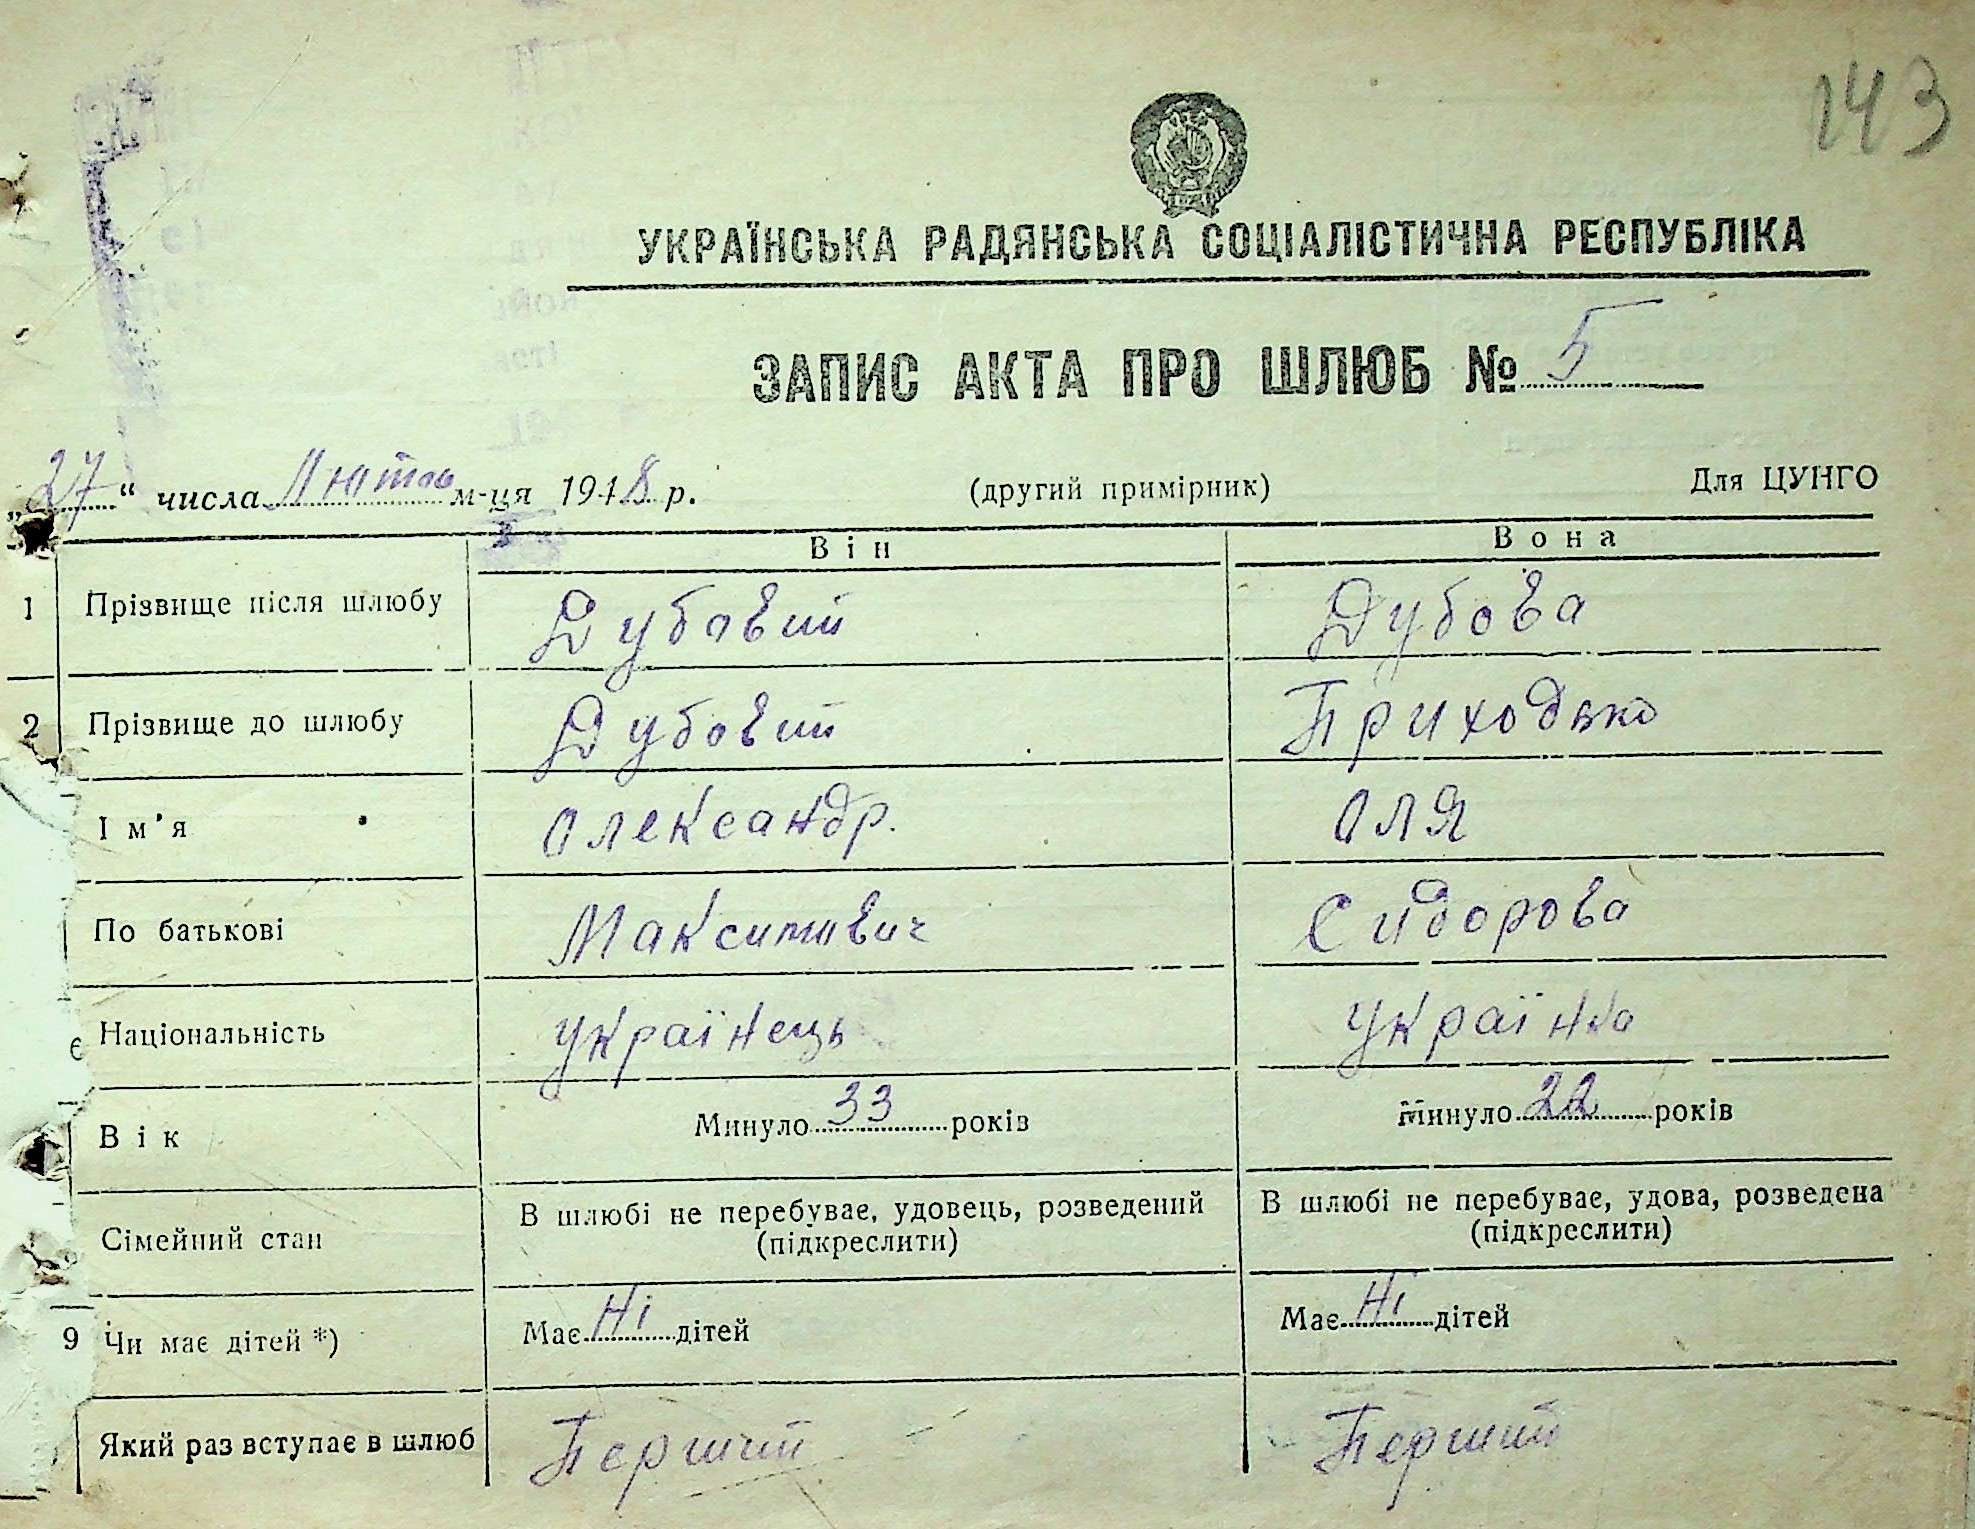 143
УКРАЇНСЬКА РАДЯНСЬКА СОЦІАЛІСТИЧНА РЕСПУБЛІКА
ЗАПИС АКТА ПРО ШЛЮБ № 5
„27“ числа Лютов м-ця 1948 р. (другий примірник) Для ЦУНГО
Він Вона
1 Прізвище після шлюбу Дубовий Дубова
2 Прізвище до шлюбу Дубовий Приходько
Ім'я Олександр. Оля
По батькові Максимович Сидорова
є Національність українець українка
Вік Минуло 33 років Минуло 22 років
Сімейний стан В шлюбі не перебуває, удовець, розведений (підкреслити) В шлюбі не перебуває, удова, розведена (підкреслити)
9 Чи має дітей *) Має Ні дітей Має Ні дітей
Який раз вступає в шлюб Перший Перший